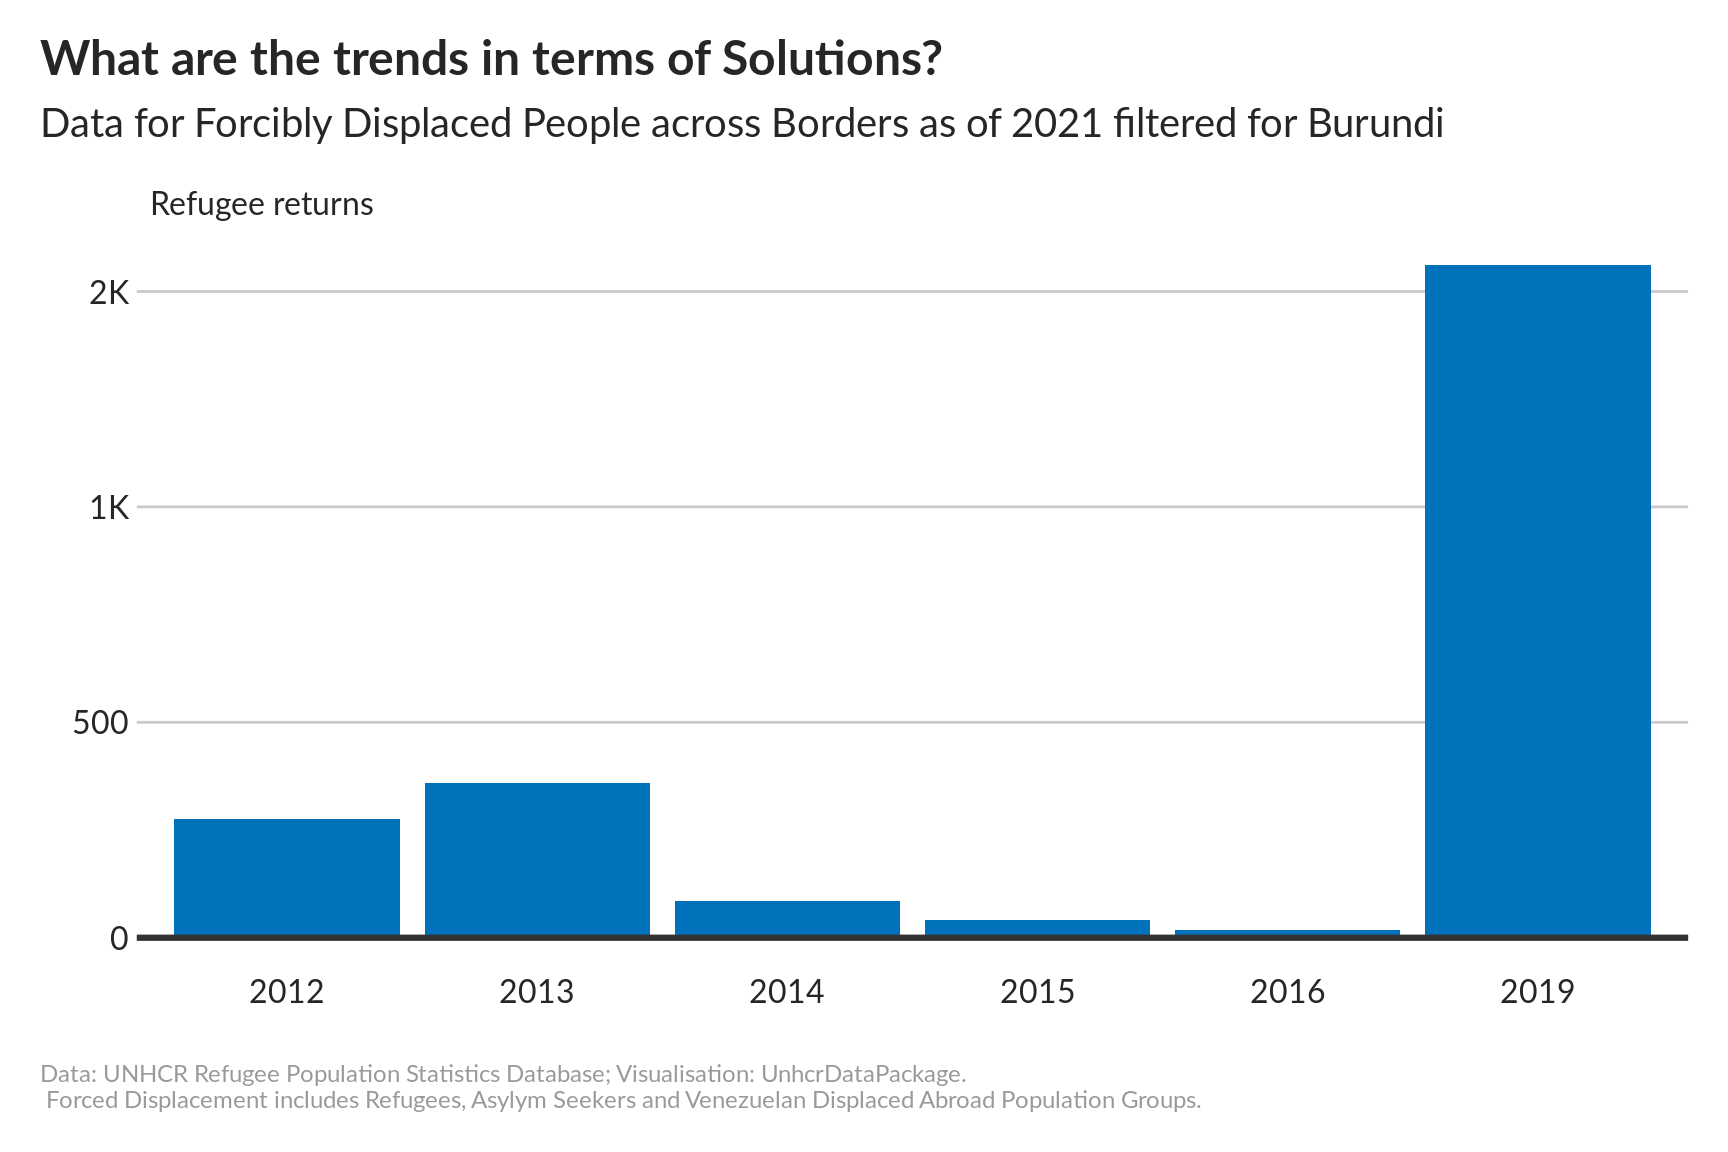 What are the trends in terms of Solutions?
Data for Forcibly Displaced People across Borders as of 2021 filtered for Burundi
Refugee returns
2K
1K
500
0
2012 2013 2014 2015 2016 2019
Data: UNHCR Refugee Population Statistics Database; Visualisation: UnhcrDataPackage.
Forced Displacement includes Refugees, Asylym Seekers and Venezuelan Displaced Abroad Population Groups.